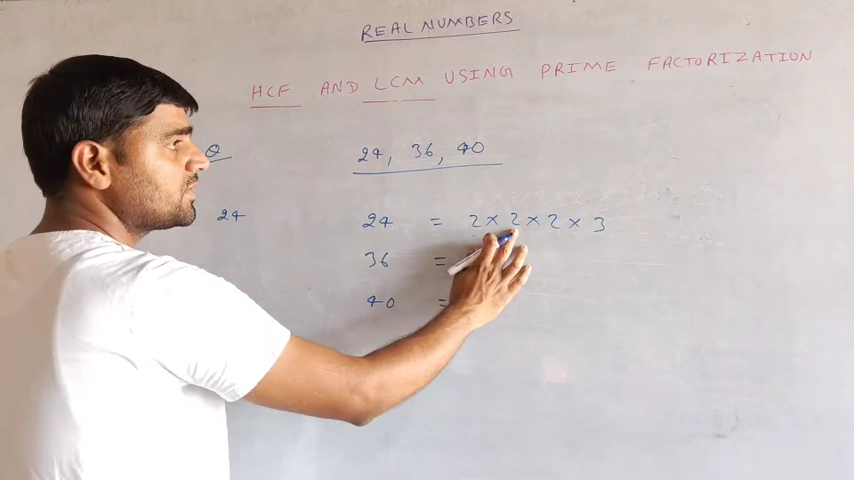 REAL NUMBERS
HCF AND LCM USING PRIME FACTORIZATION
Q 24, 36, 40
24 24 = 2 × 2 × 2 × 3
36 =
40 =